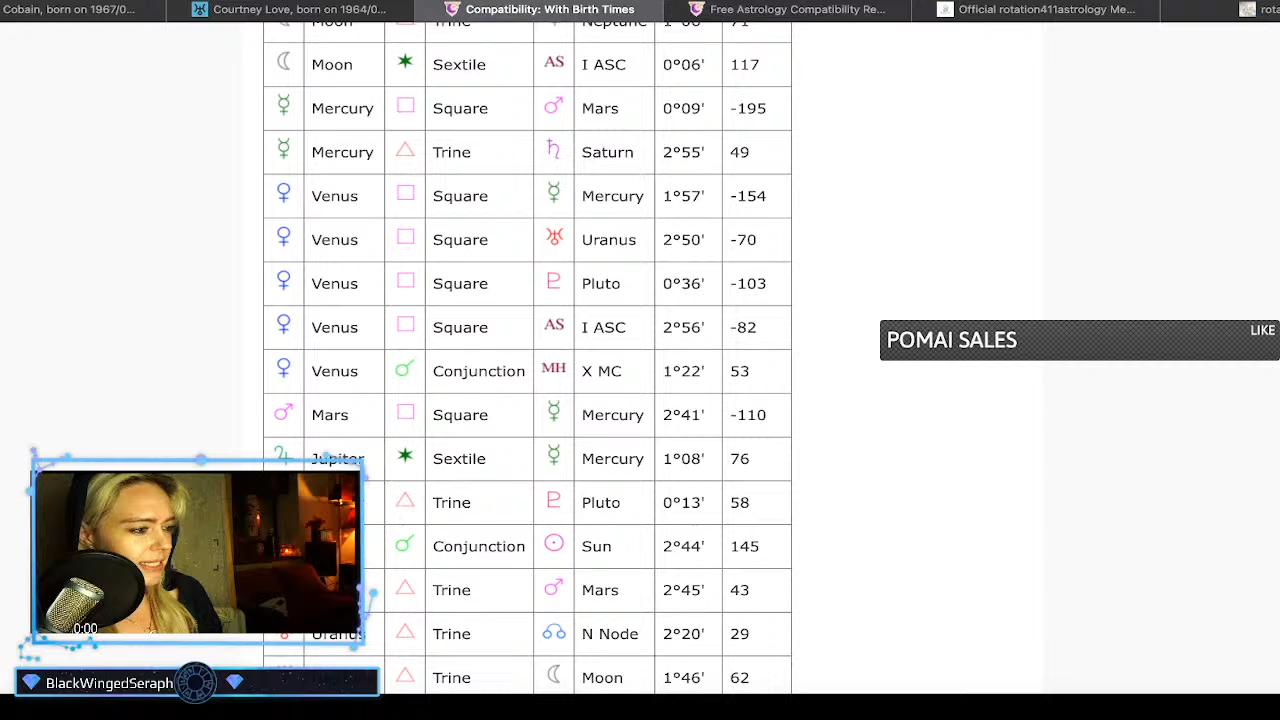 Cobain, born on 1967/0... Courtney Love, born on 1964/0... Compatibility: With Birth Times Free Astrology Compatibility Re... Official rotation411astrology Me... rota
Moon Sextile AS I ASC 0°06' 117
Mercury Square Mars 0°09' -195
Mercury Trine Saturn 2°55' 49
Venus Square Mercury 1°57' -154
Venus Square Uranus 2°50' -70
Venus Square Pluto 0°36' -103
Venus Square AS I ASC 2°56' -82
LIKE
POMAI SALES
Venus Conjunction MH X MC 1°22' 53
Mars Square Mercury 2°41' -110
Jupiter Sextile Mercury 1°08' 76
Trine Pluto 0°13' 58
Conjunction Sun 2°44' 145
Trine Mars 2°45' 43
0:00
Uranus Trine N Node 2°20' 29
Trine Moon 1°46' 62
BlackWingedSeraph